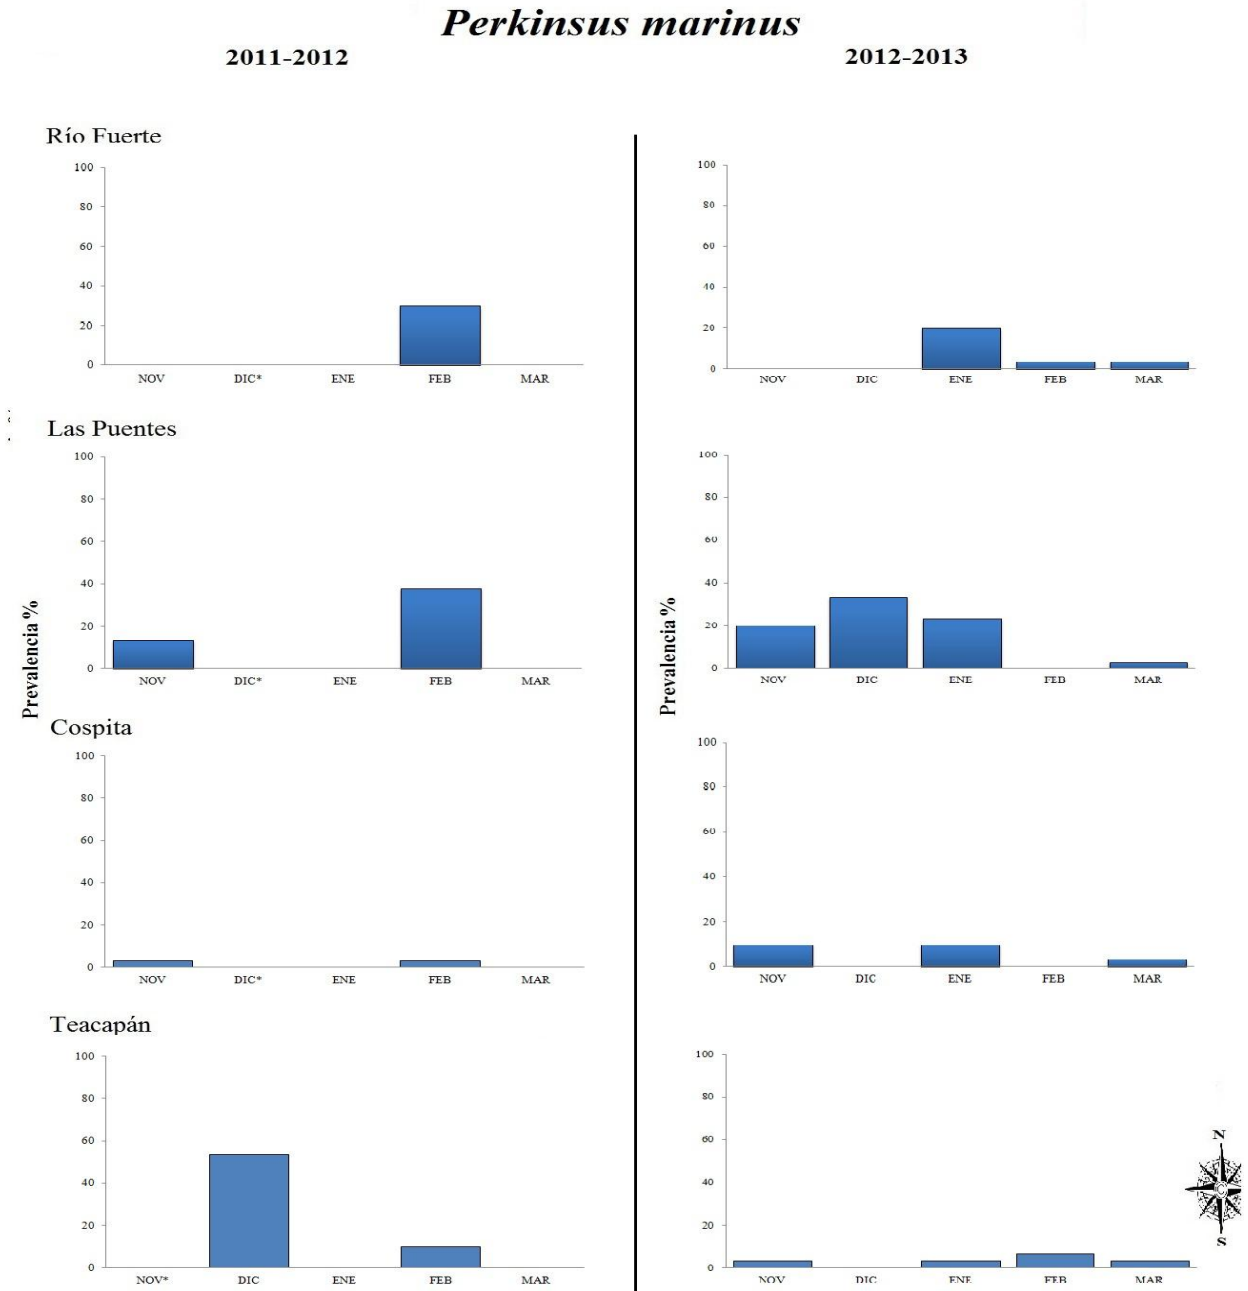 Perkinsus marinus
2011-2012
2012-2013
Río Fuerte
100
80
60
40
20
0
NOV DIC* ENE FEB MAR
100
80
60
40
20
0
NOV DIC ENE FEB MAR
Las Puentes
100
80
60
40
20
0
NOV DIC* ENE FEB MAR
Prevalencia %
100
80
60
40
20
0
NOV DIC ENE FEB MAR
Prevalencia %
Cospita
100
80
60
40
20
0
NOV DIC* ENE FEB MAR
100
80
60
40
20
0
NOV DIC ENE FEB MAR
Teacapán
100
80
60
40
20
0
NOV* DIC ENE FEB MAR
100
80
60
40
20
0
NOV DIC ENE FEB MAR
N
S